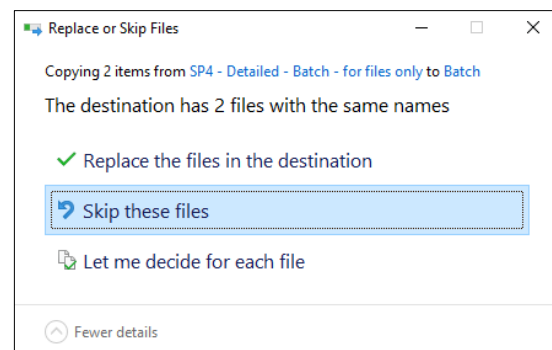 Replace or Skip Files
Copying 2 items from SP4 - Detailed - Batch - for files only to Batch
The destination has 2 files with the same names
Replace the files in the destination
Skip these files
Let me decide for each file
Fewer details